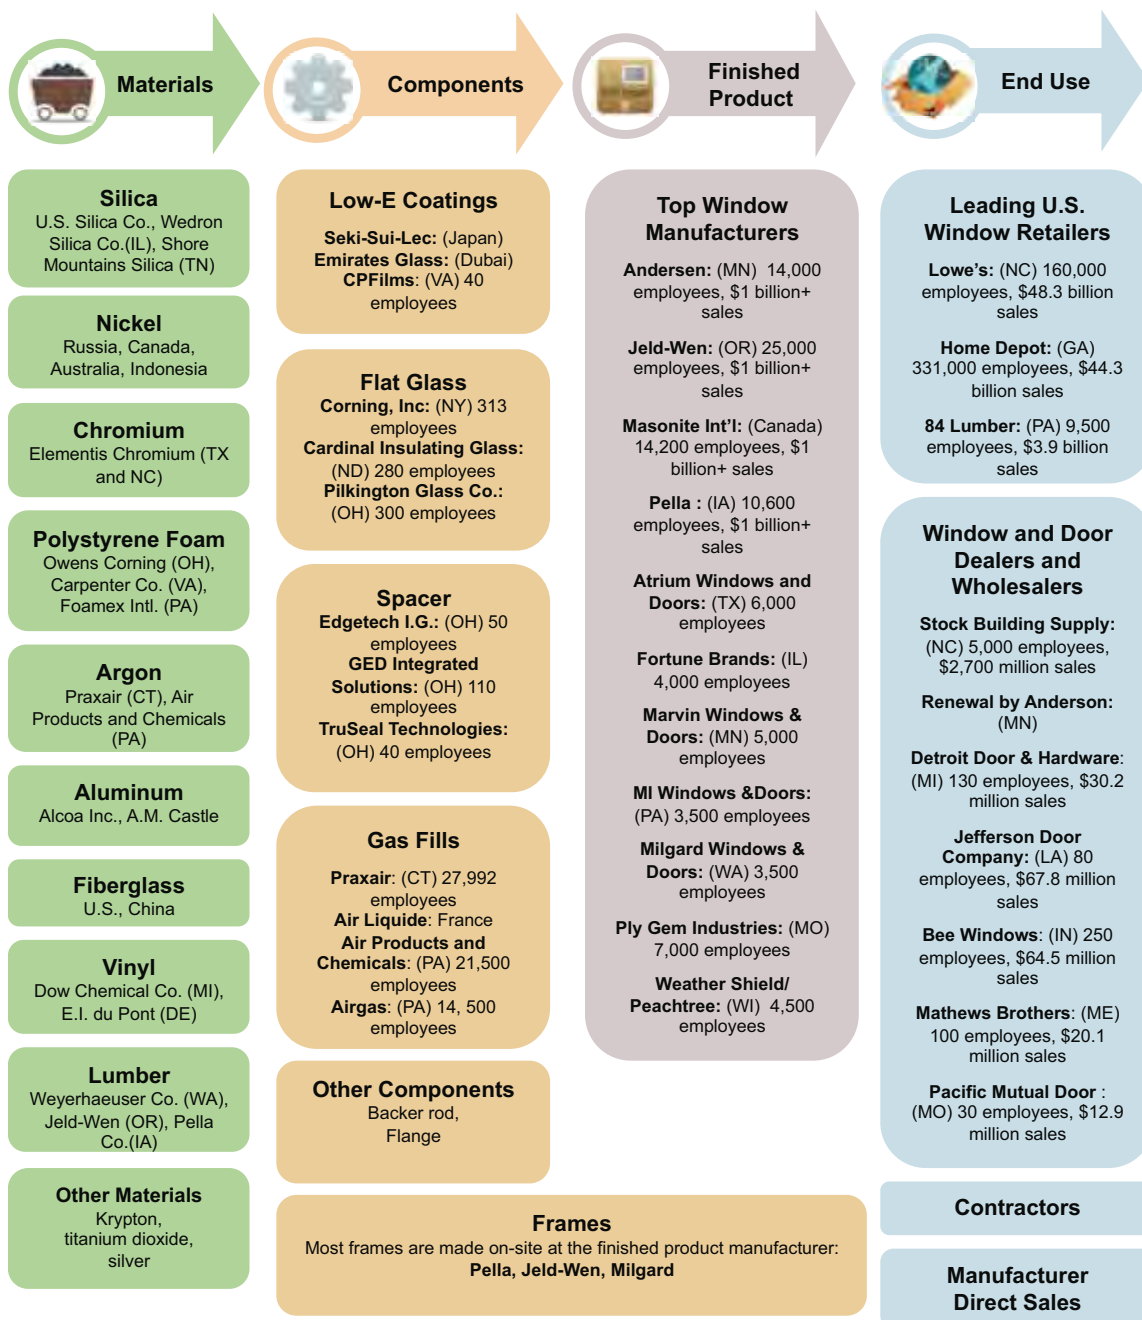 Materials
Components
Finished
Product
End Use
Silica
U.S. Silica Co., Wedron
Silica Co.(IL), Shore
Mountains Silica (TN)
Nickel
Russia, Canada,
Australia, Indonesia
Chromium
Elementis Chromium (TX
and NC)
Polystyrene Foam
Owens Corning (OH),
Carpenter Co. (VA),
Foamex Intl. (PA)
Argon
Praxair (CT), Air
Products and Chemicals
(PA)
Aluminum
Alcoa Inc., A.M. Castle
Fiberglass
U.S., China
Vinyl
Dow Chemical Co. (MI),
E.I. du Pont (DE)
Lumber
Weyerhaeuser Co. (WA),
Jeld-Wen (OR), Pella
Co.(IA)
Other Materials
Krypton,
titanium dioxide,
silver
Low-E Coatings
Seki-Sui-Lec: (Japan)
Emirates Glass: (Dubai)
CPFilms: (VA) 40
employees
Flat Glass
Corning, Inc: (NY) 313
employees
Cardinal Insulating Glass:
(ND) 280 employees
Pilkington Glass Co.:
(OH) 300 employees
Spacer
Edgetech I.G.: (OH) 50
employees
GED Integrated
Solutions: (OH) 110
employees
TruSeal Technologies:
(OH) 40 employees
Gas Fills
Praxair: (CT) 27,992
employees
Air Liquide: France
Air Products and
Chemicals: (PA) 21,500
employees
Airgas: (PA) 14, 500
employees
Other Components
Backer rod,
Flange
Frames
Most frames are made on-site at the finished product manufacturer:
Pella, Jeld-Wen, Milgard
Top Window
Manufacturers
Andersen: (MN) 14,000
employees, $1 billion+
sales
Jeld-Wen: (OR) 25,000
employees, $1 billion+
sales
Masonite Int'l: (Canada)
14,200 employees, $1
billion+ sales
Pella : (IA) 10,600
employees, $1 billion+
sales
Atrium Windows and
Doors: (TX) 6,000
employees
Fortune Brands: (IL)
4,000 employees
Marvin Windows &
Doors: (MN) 5,000
employees
MI Windows &Doors:
(PA) 3,500 employees
Milgard Windows &
Doors: (WA) 3,500
employees
Ply Gem Industries: (MO)
7,000 employees
Weather Shield/
Peachtree: (WI) 4,500
employees
Leading U.S.
Window Retailers
Lowe's: (NC) 160,000
employees, $48.3 billion
sales
Home Depot: (GA)
331,000 employees, $44.3
billion sales
84 Lumber: (PA) 9,500
employees, $3.9 billion
sales
Window and Door
Dealers and
Wholesalers
Stock Building Supply:
(NC) 5,000 employees,
$2,700 million sales
Renewal by Anderson:
(MN)
Detroit Door & Hardware:
(MI) 130 employees, $30.2
million sales
Jefferson Door
Company: (LA) 80
employees, $67.8 million
sales
Bee Windows: (IN) 250
employees, $64.5 million
sales
Mathews Brothers: (ME)
100 employees, $20.1
million sales
Pacific Mutual Door :
(MO) 30 employees, $12.9
million sales
Contractors
Manufacturer
Direct Sales